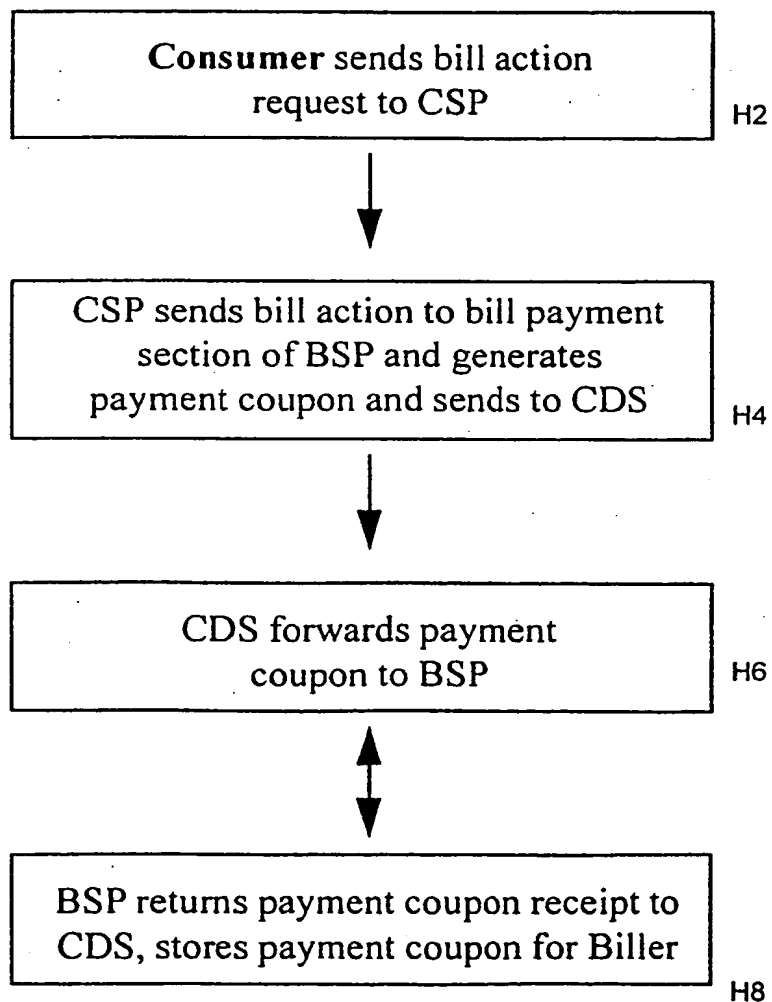 Consumer sends bill action
request to CSP
H2
CSP sends bill action to bill payment
section of BSP and generates
payment coupon and sends to CDS
H4
CDS forwards payment
coupon to BSP
H6
BSP returns payment coupon receipt to
CDS, stores payment coupon for Biller
H8